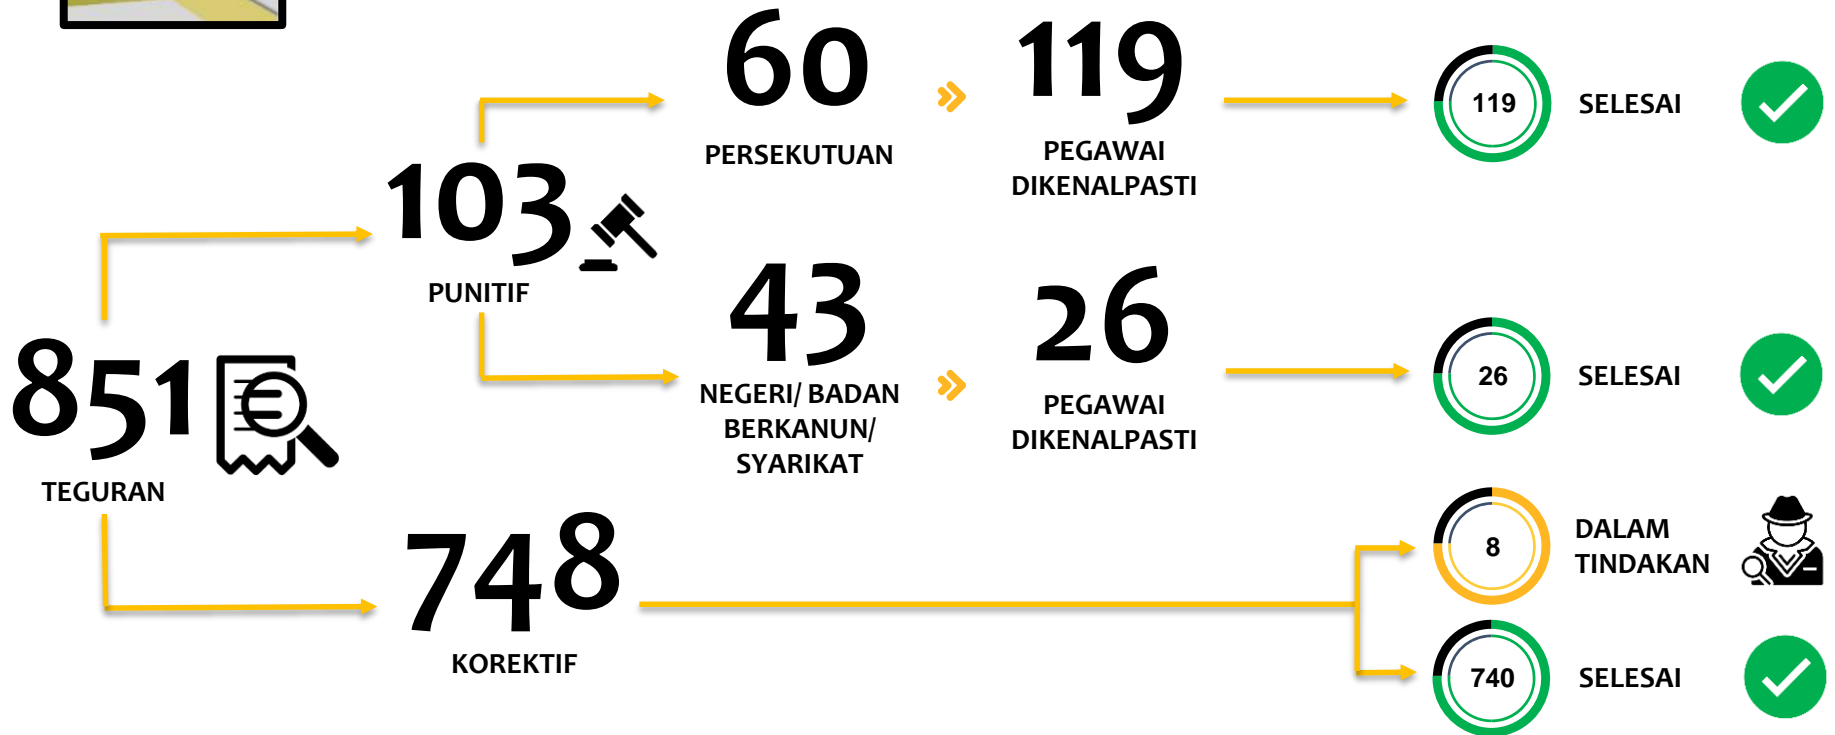 851
TEGURAN
103
PUNITIF
60
PERSEKUTUAN
119
PEGAWAI
DIKENALPASTI
119
SELESAI
43
NEGERI/ BADAN
BERKANUN/
SYARIKAT
26
PEGAWAI
DIKENALPASTI
26
SELESAI
748
KOREKTIF
8
DALAM
TINDAKAN
740
SELESAI